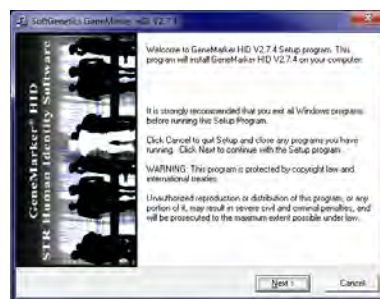 SoftGenetics GeneMarker HID V2.7.4
GeneMarker® HID
STR Human Identity Software
Welcome to GeneMarker HID V2.7.4 Setup program. This
program will install GeneMarker HID V2.7.4 on your computer.
It is strongly recommended that you exit all Windows programs
before running this Setup Program.
Click Cancel to quit Setup and close any programs you have
running. Click Next to continue with the Setup program.
WARNING: This program is protected by copyright law and
international treaties.
Unauthorized reproduction or distribution of this program, or any
portion of it, may result in severe civil and criminal penalties, and
will be prosecuted to the maximum extent possible under law.
Next >
Cancel